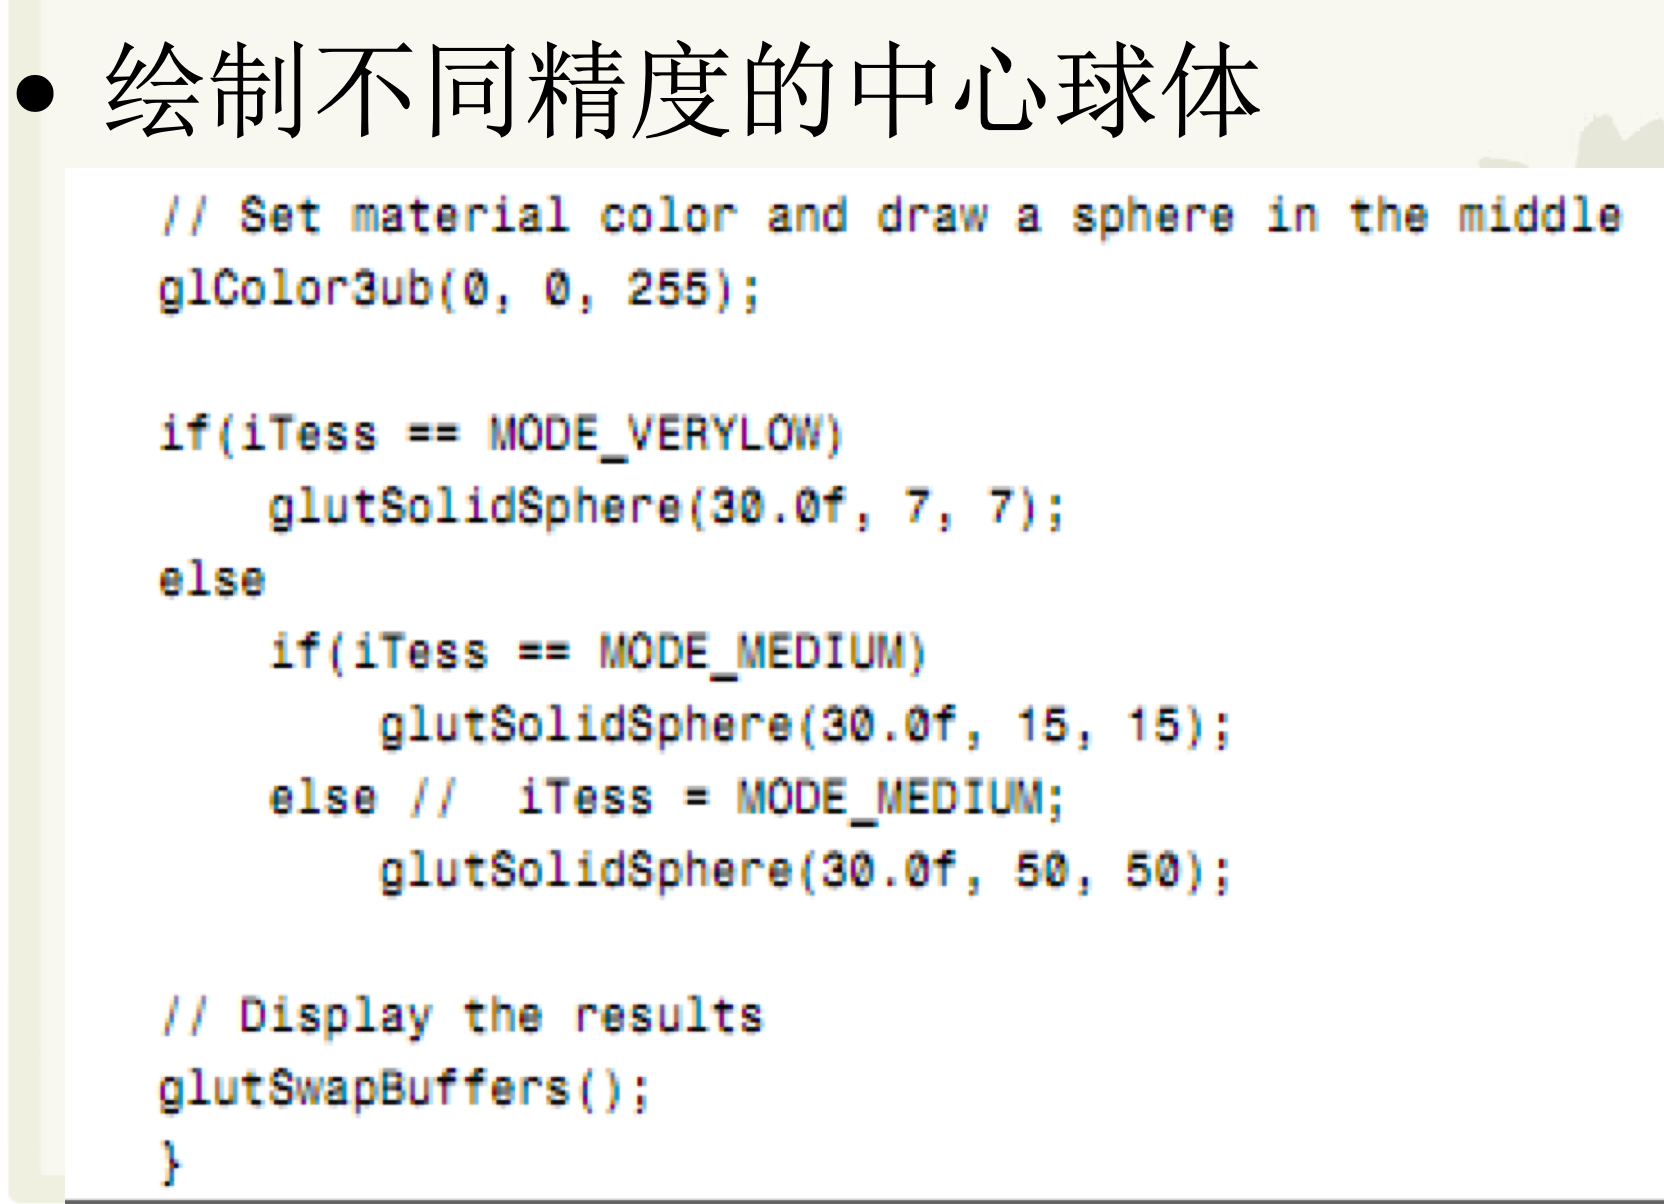 • 绘制不同精度的中心球体
// Set material color and draw a sphere in the middle
glColor3ub(0, 0, 255);
if(iTess == MODE_VERYLOW)
glutSolidSphere(30.0f, 7, 7);
else
if(iTess == MODE_MEDIUM)
glutSolidSphere(30.0f, 15, 15);
else //  iTess = MODE_MEDIUM;
glutSolidSphere(30.0f, 50, 50);
// Display the results
glutSwapBuffers();
}